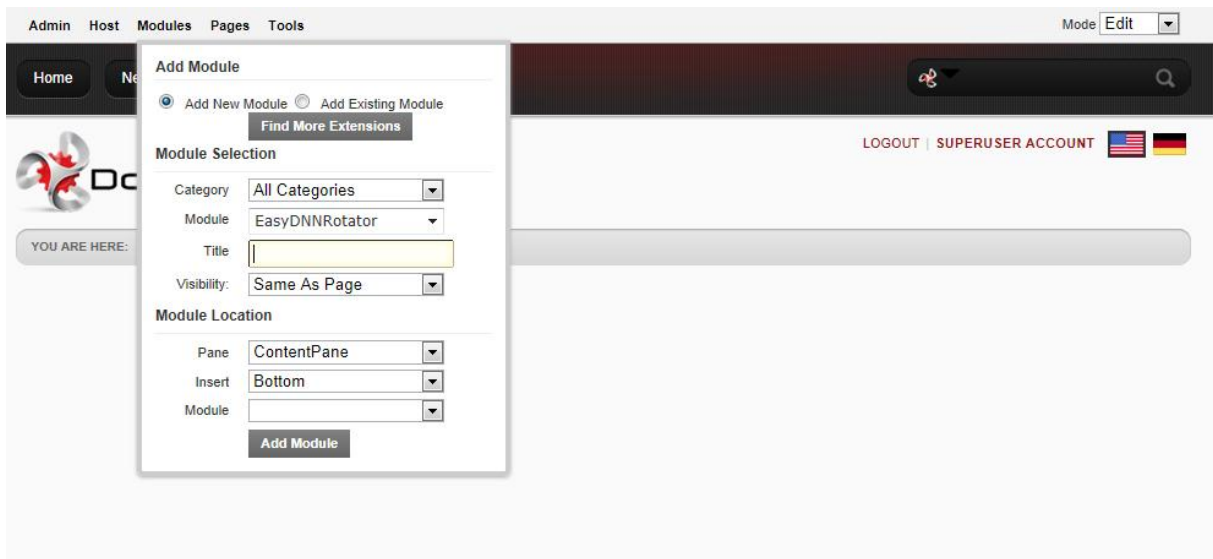 Admin Host Modules Pages Tools Mode Edit
Home Ne
Add Module
Add New Module Add Existing Module
Find More Extensions
LOGOUT | SUPERUSER ACCOUNT
Module Selection
Category All Categories
Module EasyDNNRotator
YOU ARE HERE:
Title
Visibility: Same As Page
Module Location
Pane ContentPane
Insert Bottom
Module
Add Module